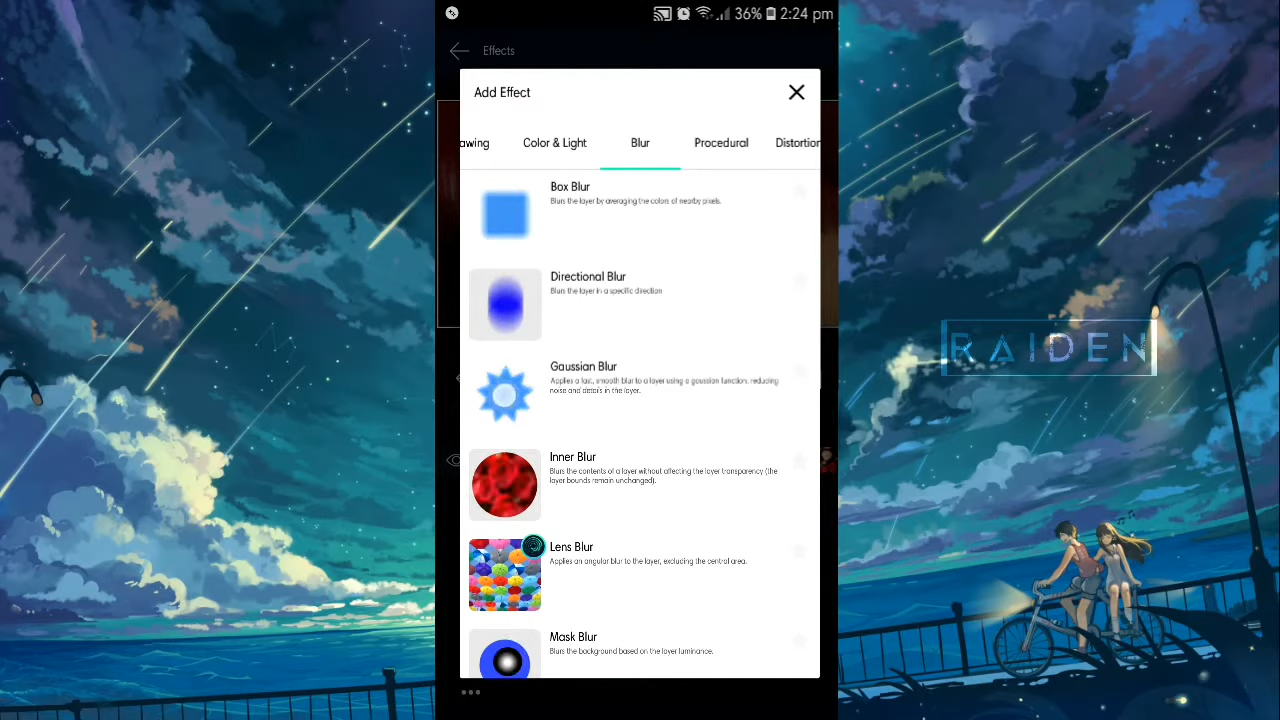 36% 2:24 pm
Effects
Add Effect
awing Color & Light Blur Procedural Distortion
Box Blur
Blurs the layer by averaging the colors of nearby pixels.
Directional Blur
Blurs the layer in a specific direction
Gaussian Blur
Applies a fast, smooth blur to a layer using a gaussian function, reducing
noise and details in the layer.
Inner Blur
Blurs the contents of a layer without affecting the layer transparency (the
layer bounds remain unchanged).
Lens Blur
Applies an angular blur to the layer, excluding the central area.
Mask Blur
Blurs the background based on the layer luminance.
RAIDEN